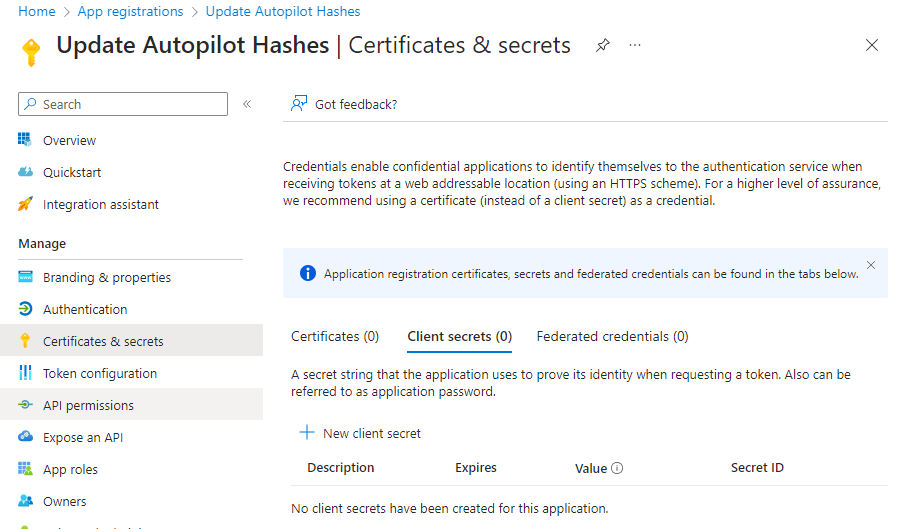 Home > App registrations > Update Autopilot Hashes
Update Autopilot Hashes | Certificates & secrets
Search
Got feedback?
Overview
Quickstart
Integration assistant
Manage
Branding & properties
Authentication
Certificates & secrets
Token configuration
API permissions
Expose an API
App roles
Owners
Credentials enable confidential applications to identify themselves to the authentication service when
receiving tokens at a web addressable location (using an HTTPS scheme). For a higher level of assurance,
we recommend using a certificate (instead of a client secret) as a credential.
Application registration certificates, secrets and federated credentials can be found in the tabs below.
Certificates (0) Client secrets (0) Federated credentials (0)
A secret string that the application uses to prove its identity when requesting a token. Also can be
referred to as application password.
New client secret
Description Expires Value Secret ID
No client secrets have been created for this application.